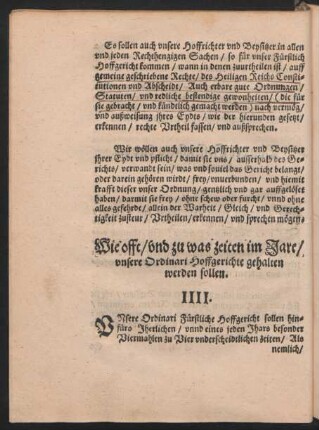 Es sollen auch vnsere Hoffrichter vnd Beysitzer in allen
vnd jeden Rechthengigen Sachen / so für vnser Fürstlich
Hoffgericht kommen / wann in denen zuurtheilen ist / auff
gemeine geschriebene Rechte / des Heiligen Reichs Consti-
tutionen vnd Abscheidt / Auch erbare gute Ordnungen /
Statuten / vnd redliche bestendige gewonheiten / (die für
sie gebracht / vnd kündtlich gemacht werden) nach vermög /
vnd außweisung ihres Eydts / wie der hierunden gesetzt /
erkennen / rechte Vrtheil fassen / vnd außsprechen.
Wir wöllen auch vnsere Hoffrichter vnd Beysitzer
ihrer Eydt vnd pflicht / damit sie vns / ausserhalb des Ge-
richts / verwandt sein / was vnd souiel das Gericht belangt /
oder darein gehören würdt / frey / vnuerbunden / vnd hiemit
krafft dieser vnser Ordnung / gentzlich vnd gar auffgelöset
haben / darmit sie frey / ohne schew oder furcht / vnnd ohne
alles gesehrde / allein der Warheit / Gleich / vnd Gerech-
tigkeit zusteur / Vrtheilen / erkennen / vnd sprechen mögen.
Wie offt / vnd zu was zeiten im Jare /
vnsere Ordinari Hoffgerichte gehalten
werden sollen.
IIII.
VNsere Ordinari Fürstliche Hoffgericht sollen hin-
füro Jherlichen / vnnd eines jeden Jhars besonder
Viermahlen zu Vier vnderscheidtlichen zeiten / Als
nemlich /